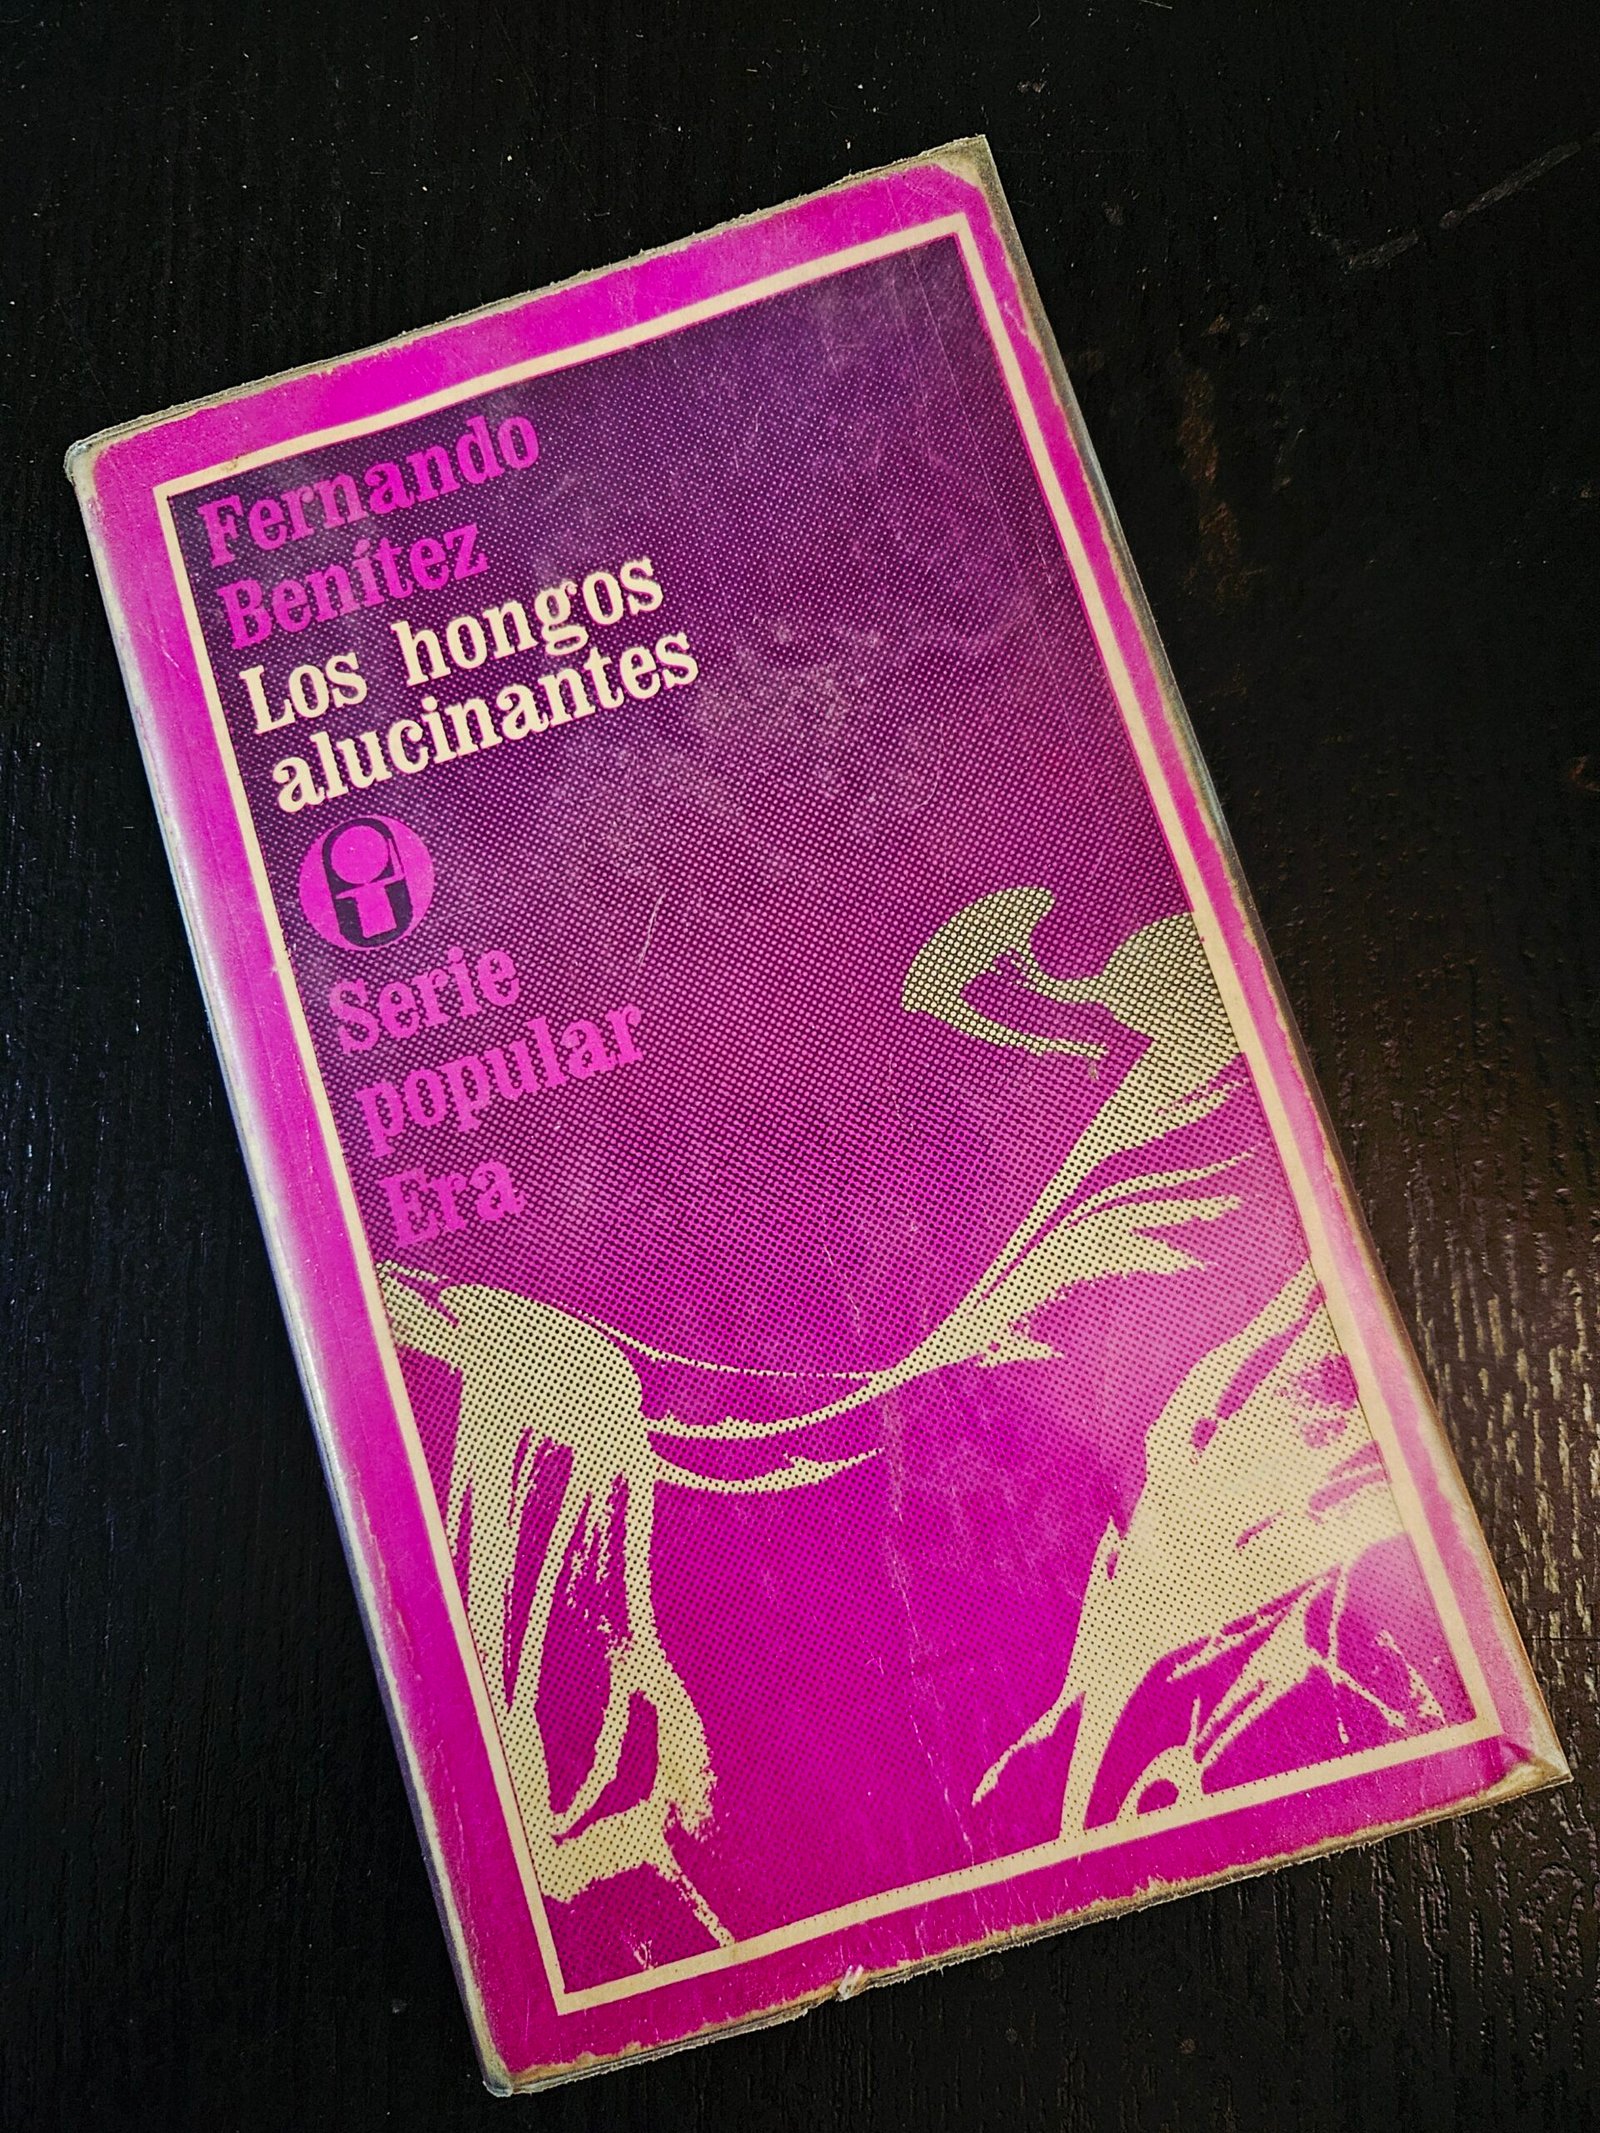 Fernando
Benítez
Los hongos
alucinantes
Serie
popular
Era